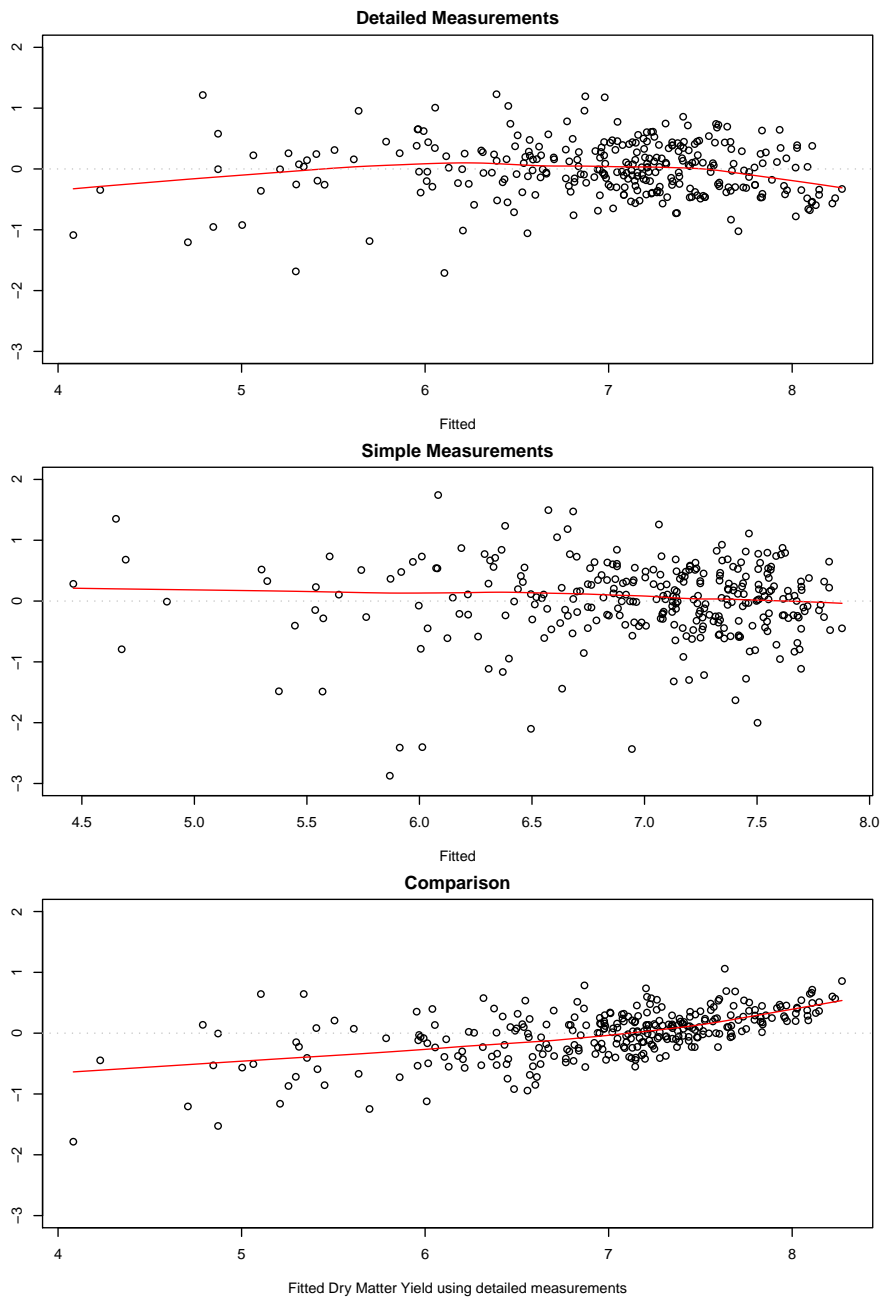 Detailed Measurements
2
1
0
−1
−2
−3
4 5 6 7 8
Fitted
Simple Measurements
2
1
0
−1
−2
−3
4.5 5.0 5.5 6.0 6.5 7.0 7.5 8.0
Fitted
Comparison
2
1
0
−1
−2
−3
4 5 6 7 8
Fitted Dry Matter Yield using detailed measurements